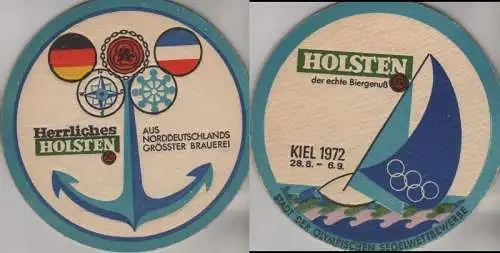 N
Herrliches
HOLSTEN
AUS
NORDDEUTSCHLANDS
GRÖSSTER BRAUEREI
HOLSTEN
der echte Biergenuß
KIEL 1972
28.8. – 6.9.
STADT DER OLYMPISCHEN SEGELWETTBEWERBE